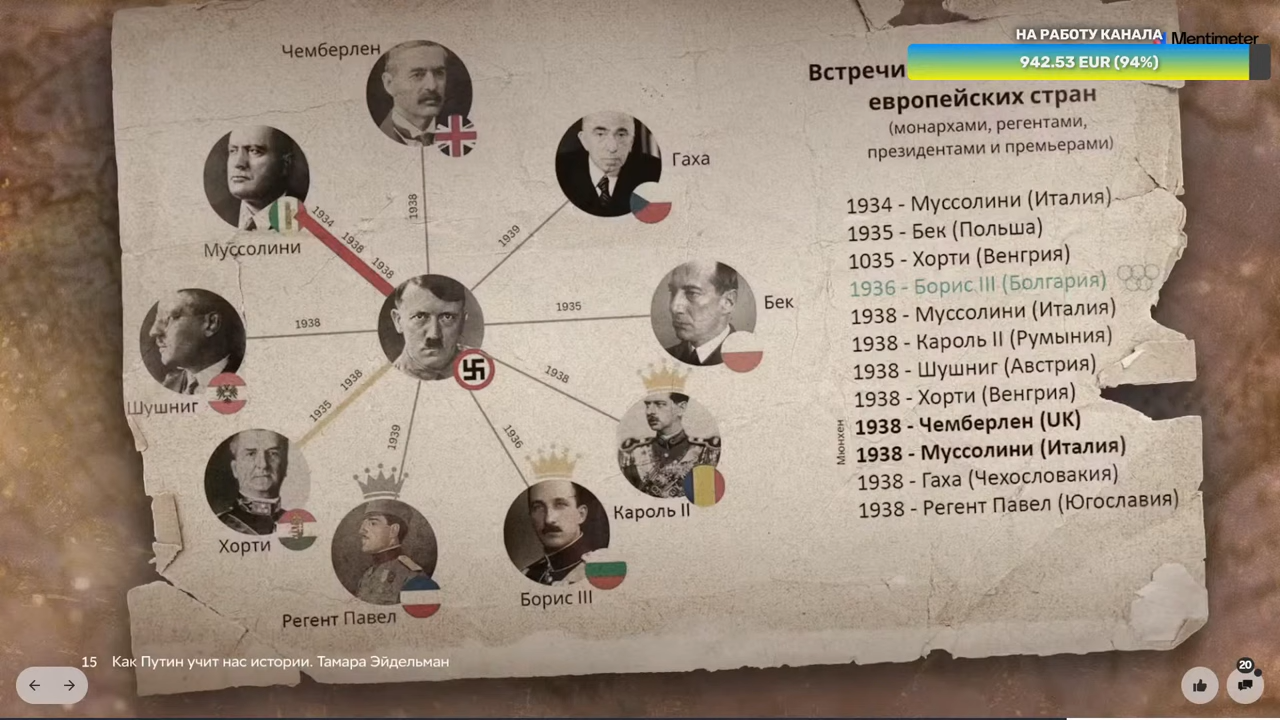 НА РАБОТУ КАНАЛА
Mentimeter
942.53 EUR (94%)
Встречи
европейских стран
(монархами, регентами,
президентами и премьерами)
1934 - Муссолини (Италия)
1935 - Бек (Польша)
1035 - Хорти (Венгрия)
1936 - Борис III (Болгария)
1938 - Муссолини (Италия)
1938 - Кароль II (Румыния)
1938 - Шушниг (Австрия)
1938 - Хорти (Венгрия)
1938 - Чемберлен (UK)
1938 - Муссолини (Италия)
Мюнхен
1938 - Гаха (Чехословакия)
1938 - Регент Павел (Югославия)
Чемберлен
Гаха
Муссолини
Бек
Шушниг
Кароль II
Хорти
Борис III
Регент Павел
1934
1938
1938
1938
1939
1935
1938
1936
1939
1935
1938
1938
15 Как Путин учит нас истории. Тамара Эйдельман
20